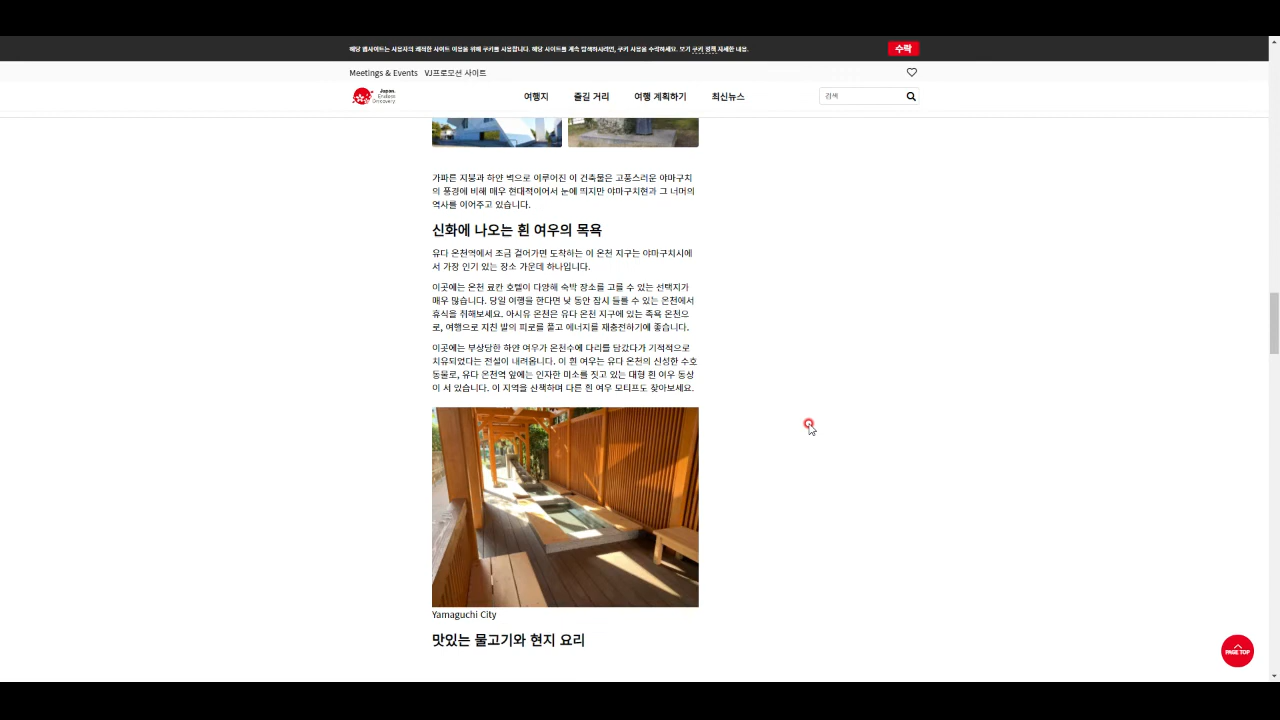 해당 웹사이트는 사용자의 쾌적한 사이트 이용을 위해 쿠키를 사용합니다. 해당 사이트를 계속 탐색하시려면, 쿠키 사용을 수락하세요. 보기 쿠키 정책 자세한 내용.
수락
Meetings & Events VJ프로모션 사이트
Japan.
Endless
Discovery.
여행지 즐길 거리 여행 계획하기 최신뉴스
검색
가파른 지붕과 하얀 벽으로 이루어진 이 건축물은 고풍스러운 야마구치
의 풍경에 비해 매우 현대적이어서 눈에 띄지만 야마구치현과 그 너머의
역사를 이어주고 있습니다.
신화에 나오는 흰 여우의 목욕
유다 온천역에서 조금 걸어가면 도착하는 이 온천 지구는 야마구치시에
서 가장 인기 있는 장소 가운데 하나입니다.
이곳에는 온천 료칸 호텔이 다양해 숙박 장소를 고를 수 있는 선택지가
매우 많습니다. 당일 여행을 한다면 낮 동안 잠시 들를 수 있는 온천에서
휴식을 취해보세요. 아시유 온천은 유다 온천 지구에 있는 족욕 온천으
로, 여행으로 지친 발의 피로를 풀고 에너지를 재충전하기에 좋습니다.
이곳에는 부상당한 하얀 여우가 온천수에 다리를 담갔다가 기적적으로
치유되었다는 전설이 내려옵니다. 이 흰 여우는 유다 온천의 신성한 수호
동물로, 유다 온천역 앞에는 인자한 미소를 짓고 있는 대형 흰 여우 동상
이 서 있습니다. 이 지역을 산책하며 다른 흰 여우 모티프도 찾아보세요.
Yamaguchi City
맛있는 물고기와 현지 요리
PAGE TOP